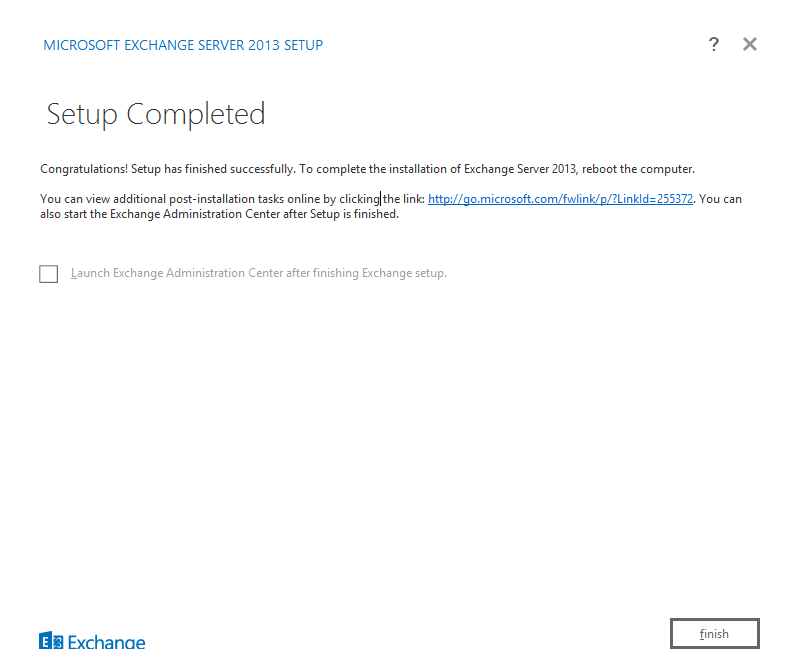 MICROSOFT EXCHANGE SERVER 2013 SETUP
?
Setup Completed
Congratulations! Setup has finished successfully. To complete the installation of Exchange Server 2013, reboot the computer.
You can view additional post-installation tasks online by clicking the link: http://go.microsoft.com/fwlink/p/?LinkId=255372. You can
also start the Exchange Administration Center after Setup is finished.
Launch Exchange Administration Center after finishing Exchange setup.
E Exchange
finish